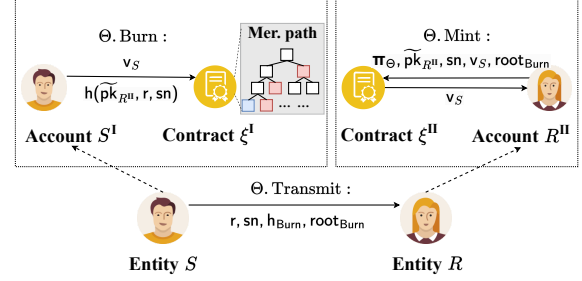 Θ. Burn :
v_S
h(p̃k_{R^II}, r, sn)
Mer. path
... ...
Account S^I
Contract ξ^I
Θ. Mint :
π_Θ, p̃k_{R^II}, sn, v_S, root_Burn
v_S
Contract ξ^II
Account R^II
Θ. Transmit :
r, sn, h_Burn, root_Burn
Entity S
Entity R